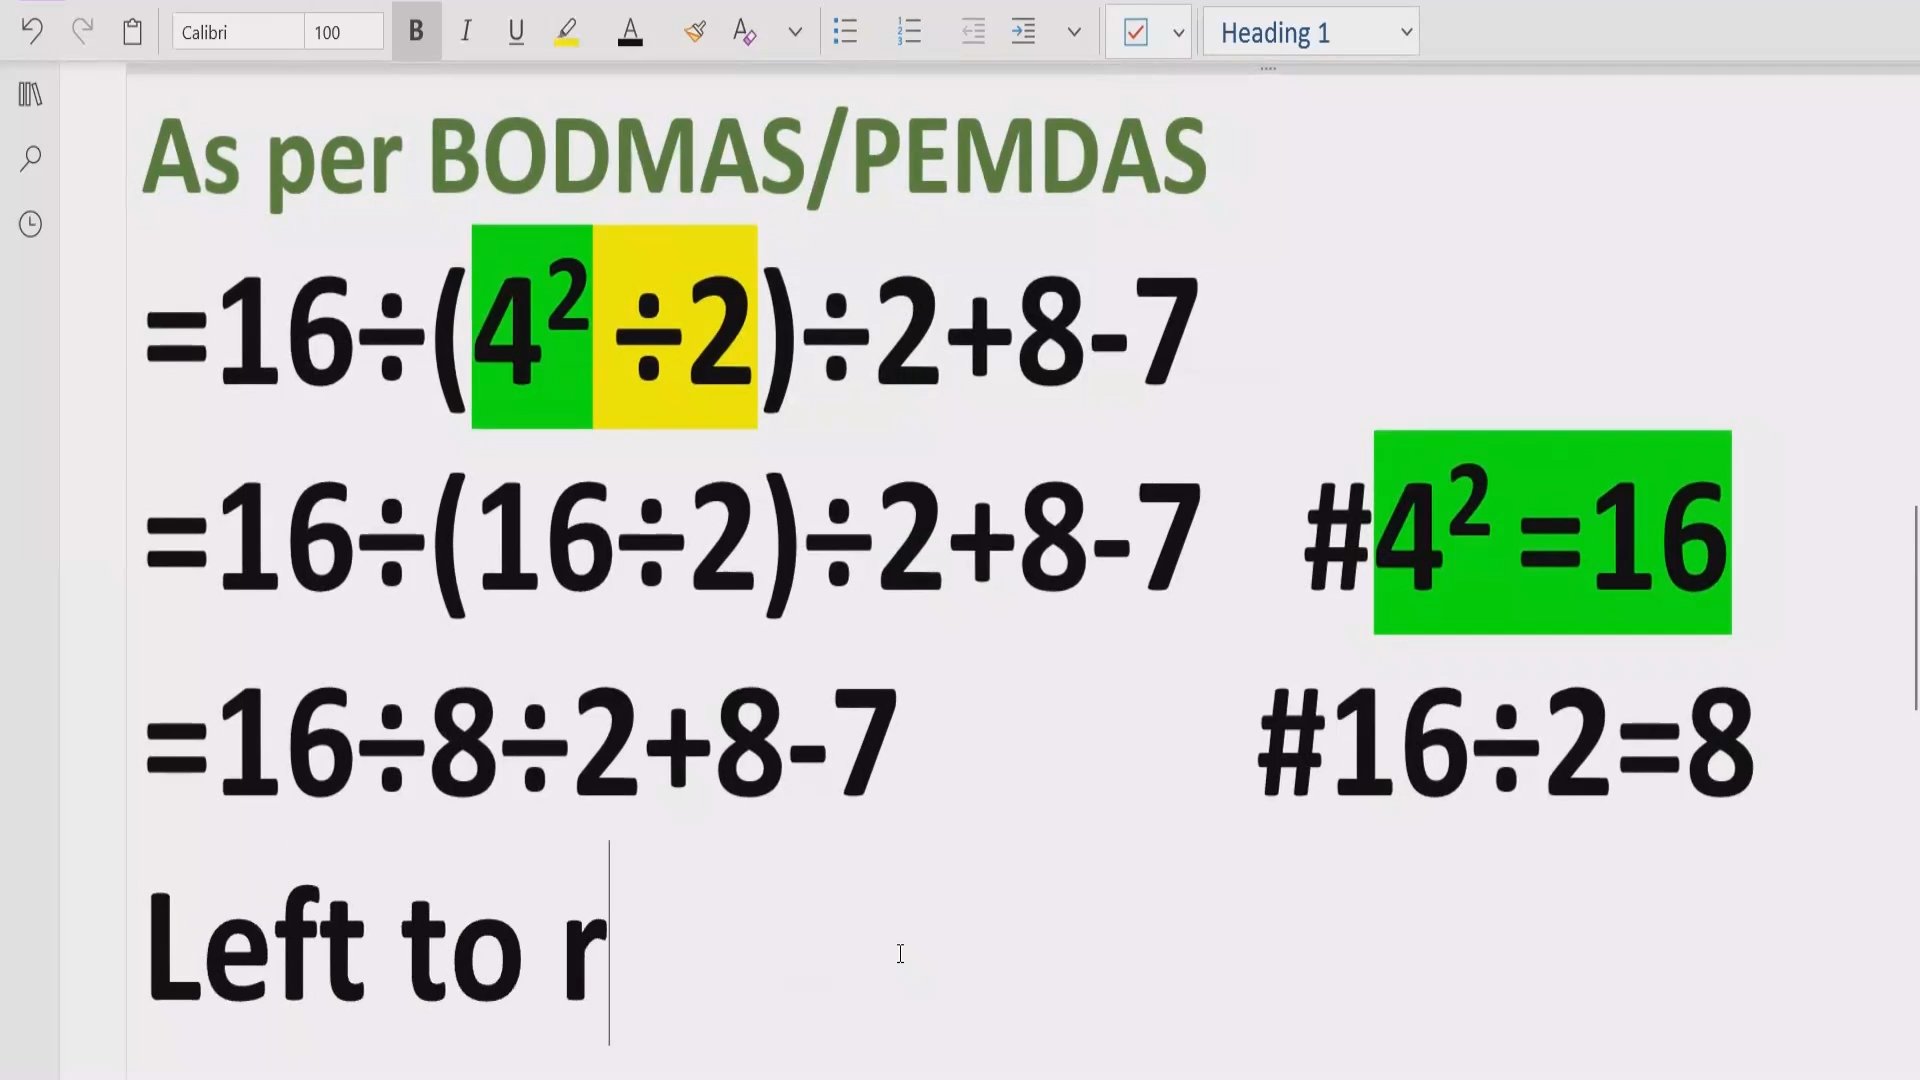 Calibri 100 B I U A A Heading 1
As per BODMAS/PEMDAS
=16÷(4² ÷2)÷2+8-7
=16÷(16÷2)÷2+8-7 #4² =16
=16÷8÷2+8-7 #16÷2=8
Left to r